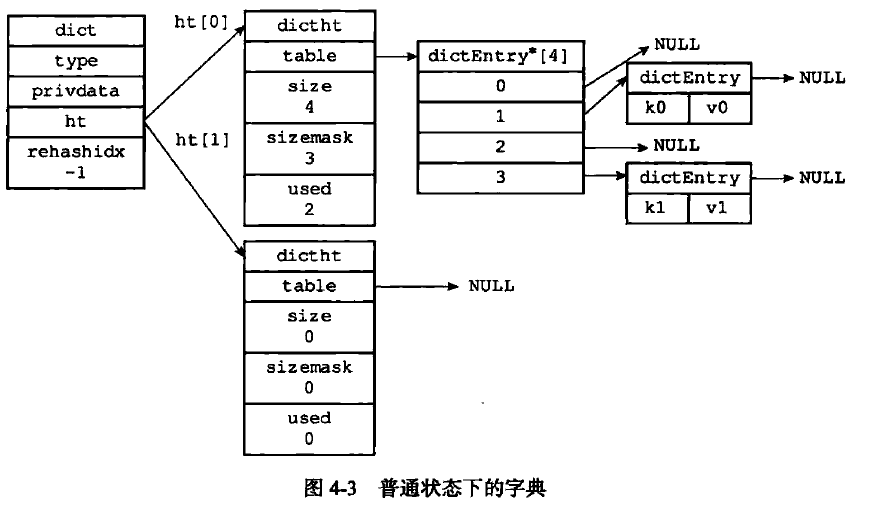 dict
type
privdata
ht
rehashidx
-1
ht[0]
ht[1]
dictht
table
size
4
sizemask
3
used
2
dictht
table
size
0
sizemask
0
used
0
NULL
dictEntry*[4]
0
1
2
3
NULL
dictEntry
k0 v0
NULL
NULL
dictEntry
k1 v1
NULL
图 4-3 普通状态下的字典